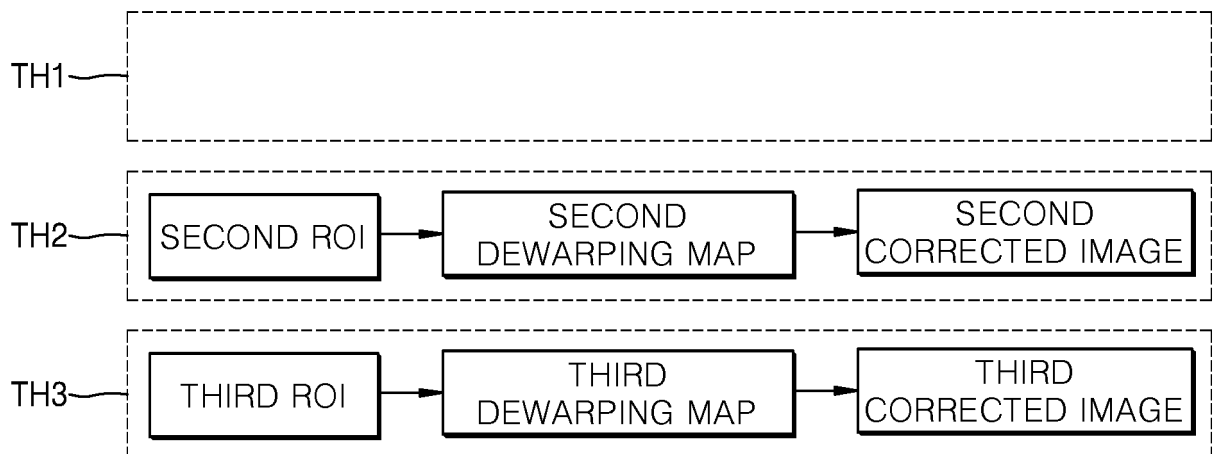 TH1
TH2
SECOND ROI
SECOND
DEWARPING MAP
SECOND
CORRECTED IMAGE
TH3
THIRD ROI
THIRD
DEWARPING MAP
THIRD
CORRECTED IMAGE